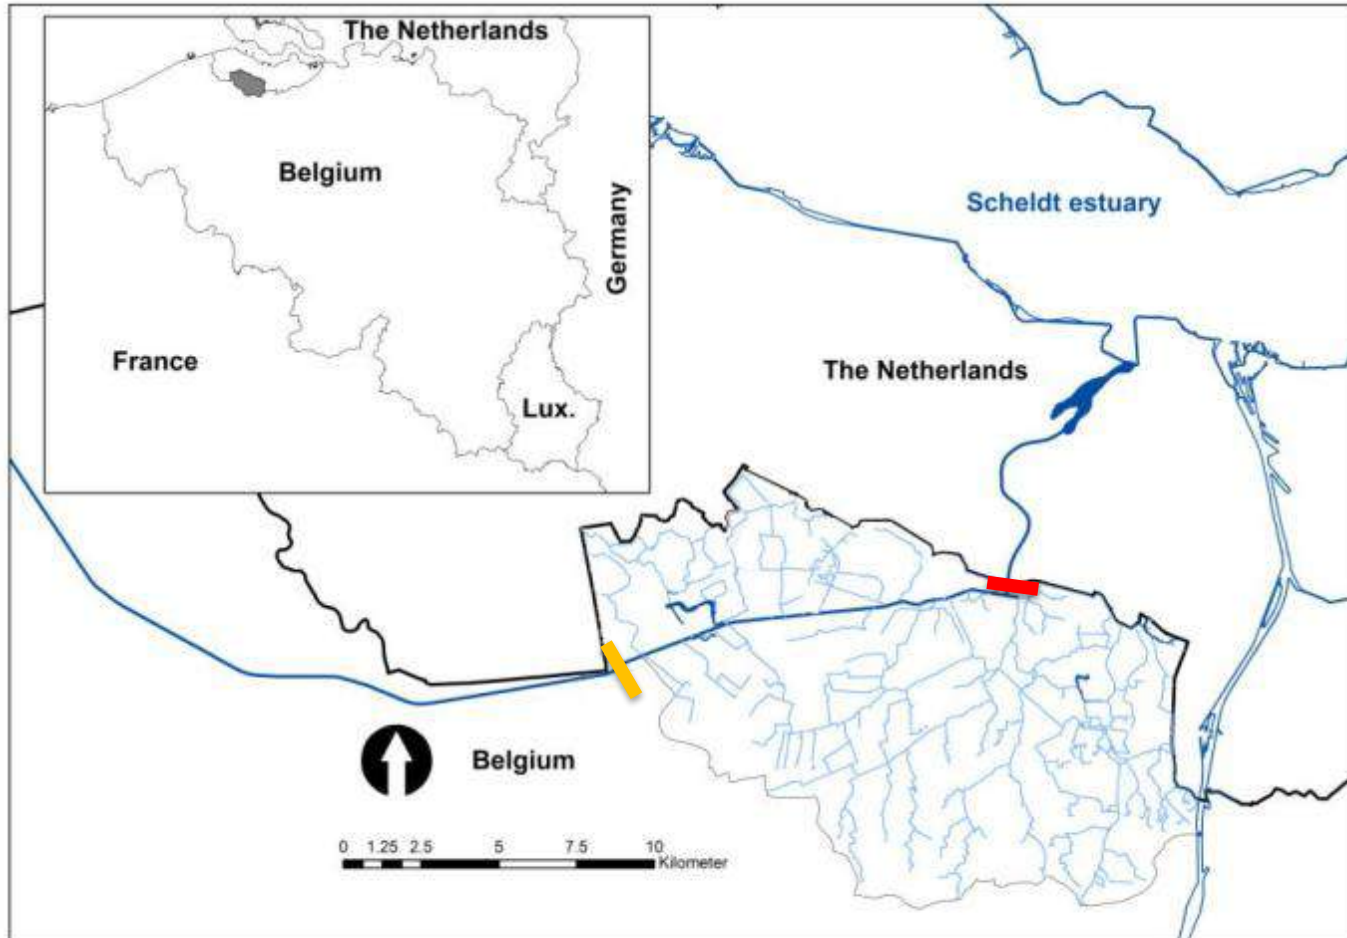 The Netherlands
Belgium
Germany
France
Lux.
Scheldt estuary
The Netherlands
Belgium
0 1.25 2.5 5 7.5 10
Kilometer